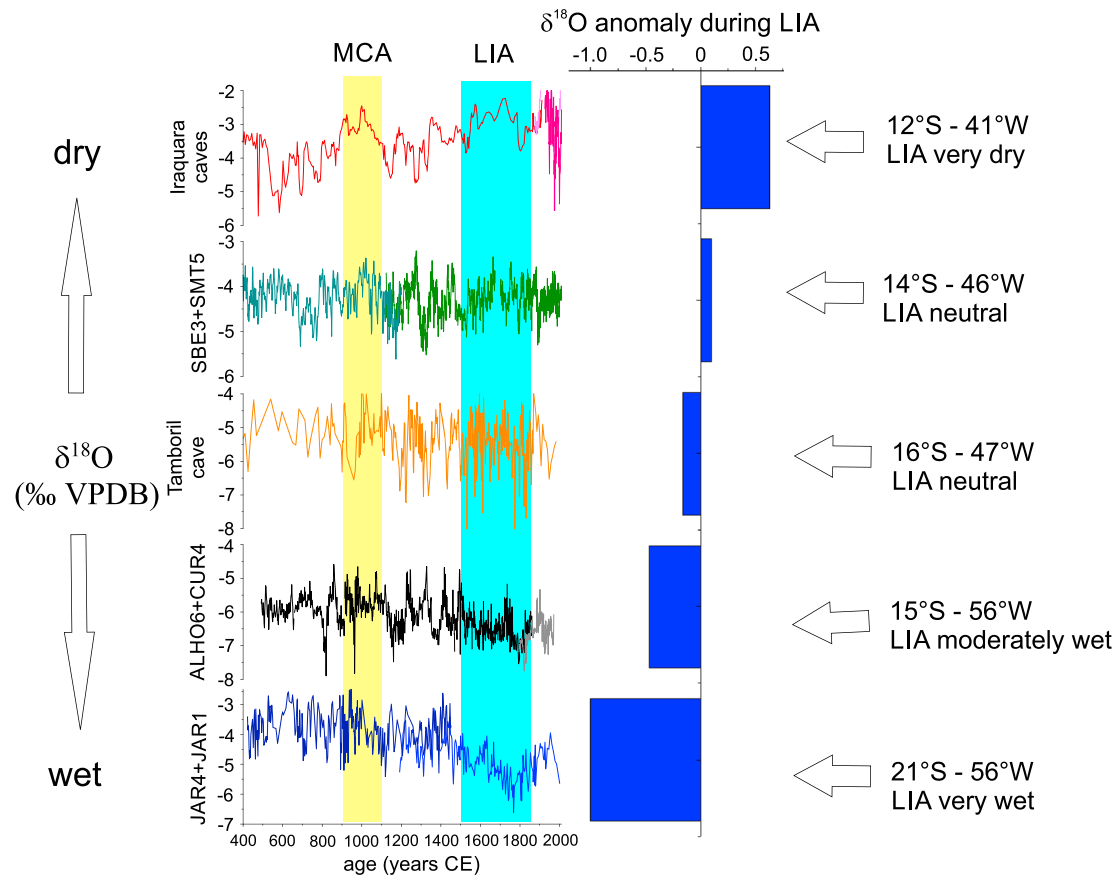 δ18O anomaly during LIA
MCA LIA
-1.0 -0.5 0 0.5
dry
Iraquara
caves
-2
-3
-4
-5
-6
12°S - 41°W
LIA very dry
SBE3+SMT5
-3
-4
-5
-6
14°S - 46°W
LIA neutral
δ18O
(‰ VPDB)
Tamboril
cave
-4
-5
-6
-7
-8
16°S - 47°W
LIA neutral
ALHO6+CUR4
-4
-5
-6
-7
-8
15°S - 56°W
LIA moderately wet
wet
JAR4+JAR1
-3
-4
-5
-6
-7
21°S - 56°W
LIA very wet
400 600 800 1000 1200 1400 1600 1800 2000
age (years CE)